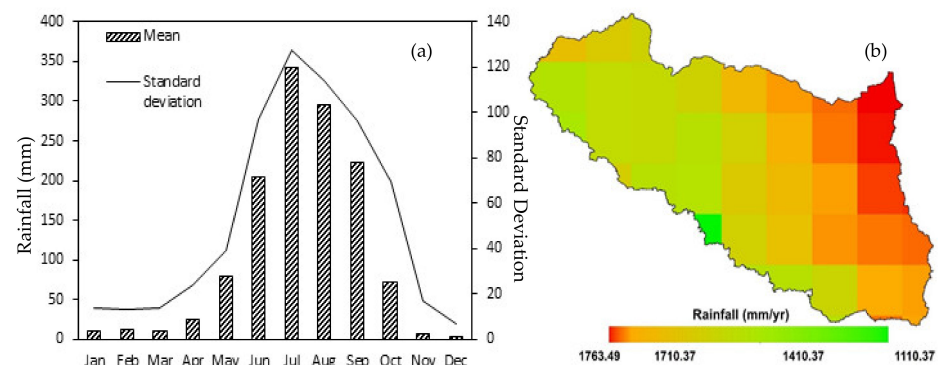 400
350
300
250
200
150
100
50
0
Rainfall (mm)
Mean
Standard
deviation
(a)
140
120
100
80
60
40
20
0
Standard Deviation
Jan Feb Mar Apr May Jun Jul Aug Sep Oct Nov Dec
(b)
Rainfall (mm/yr)
1763.49 1710.37 1410.37 1110.37